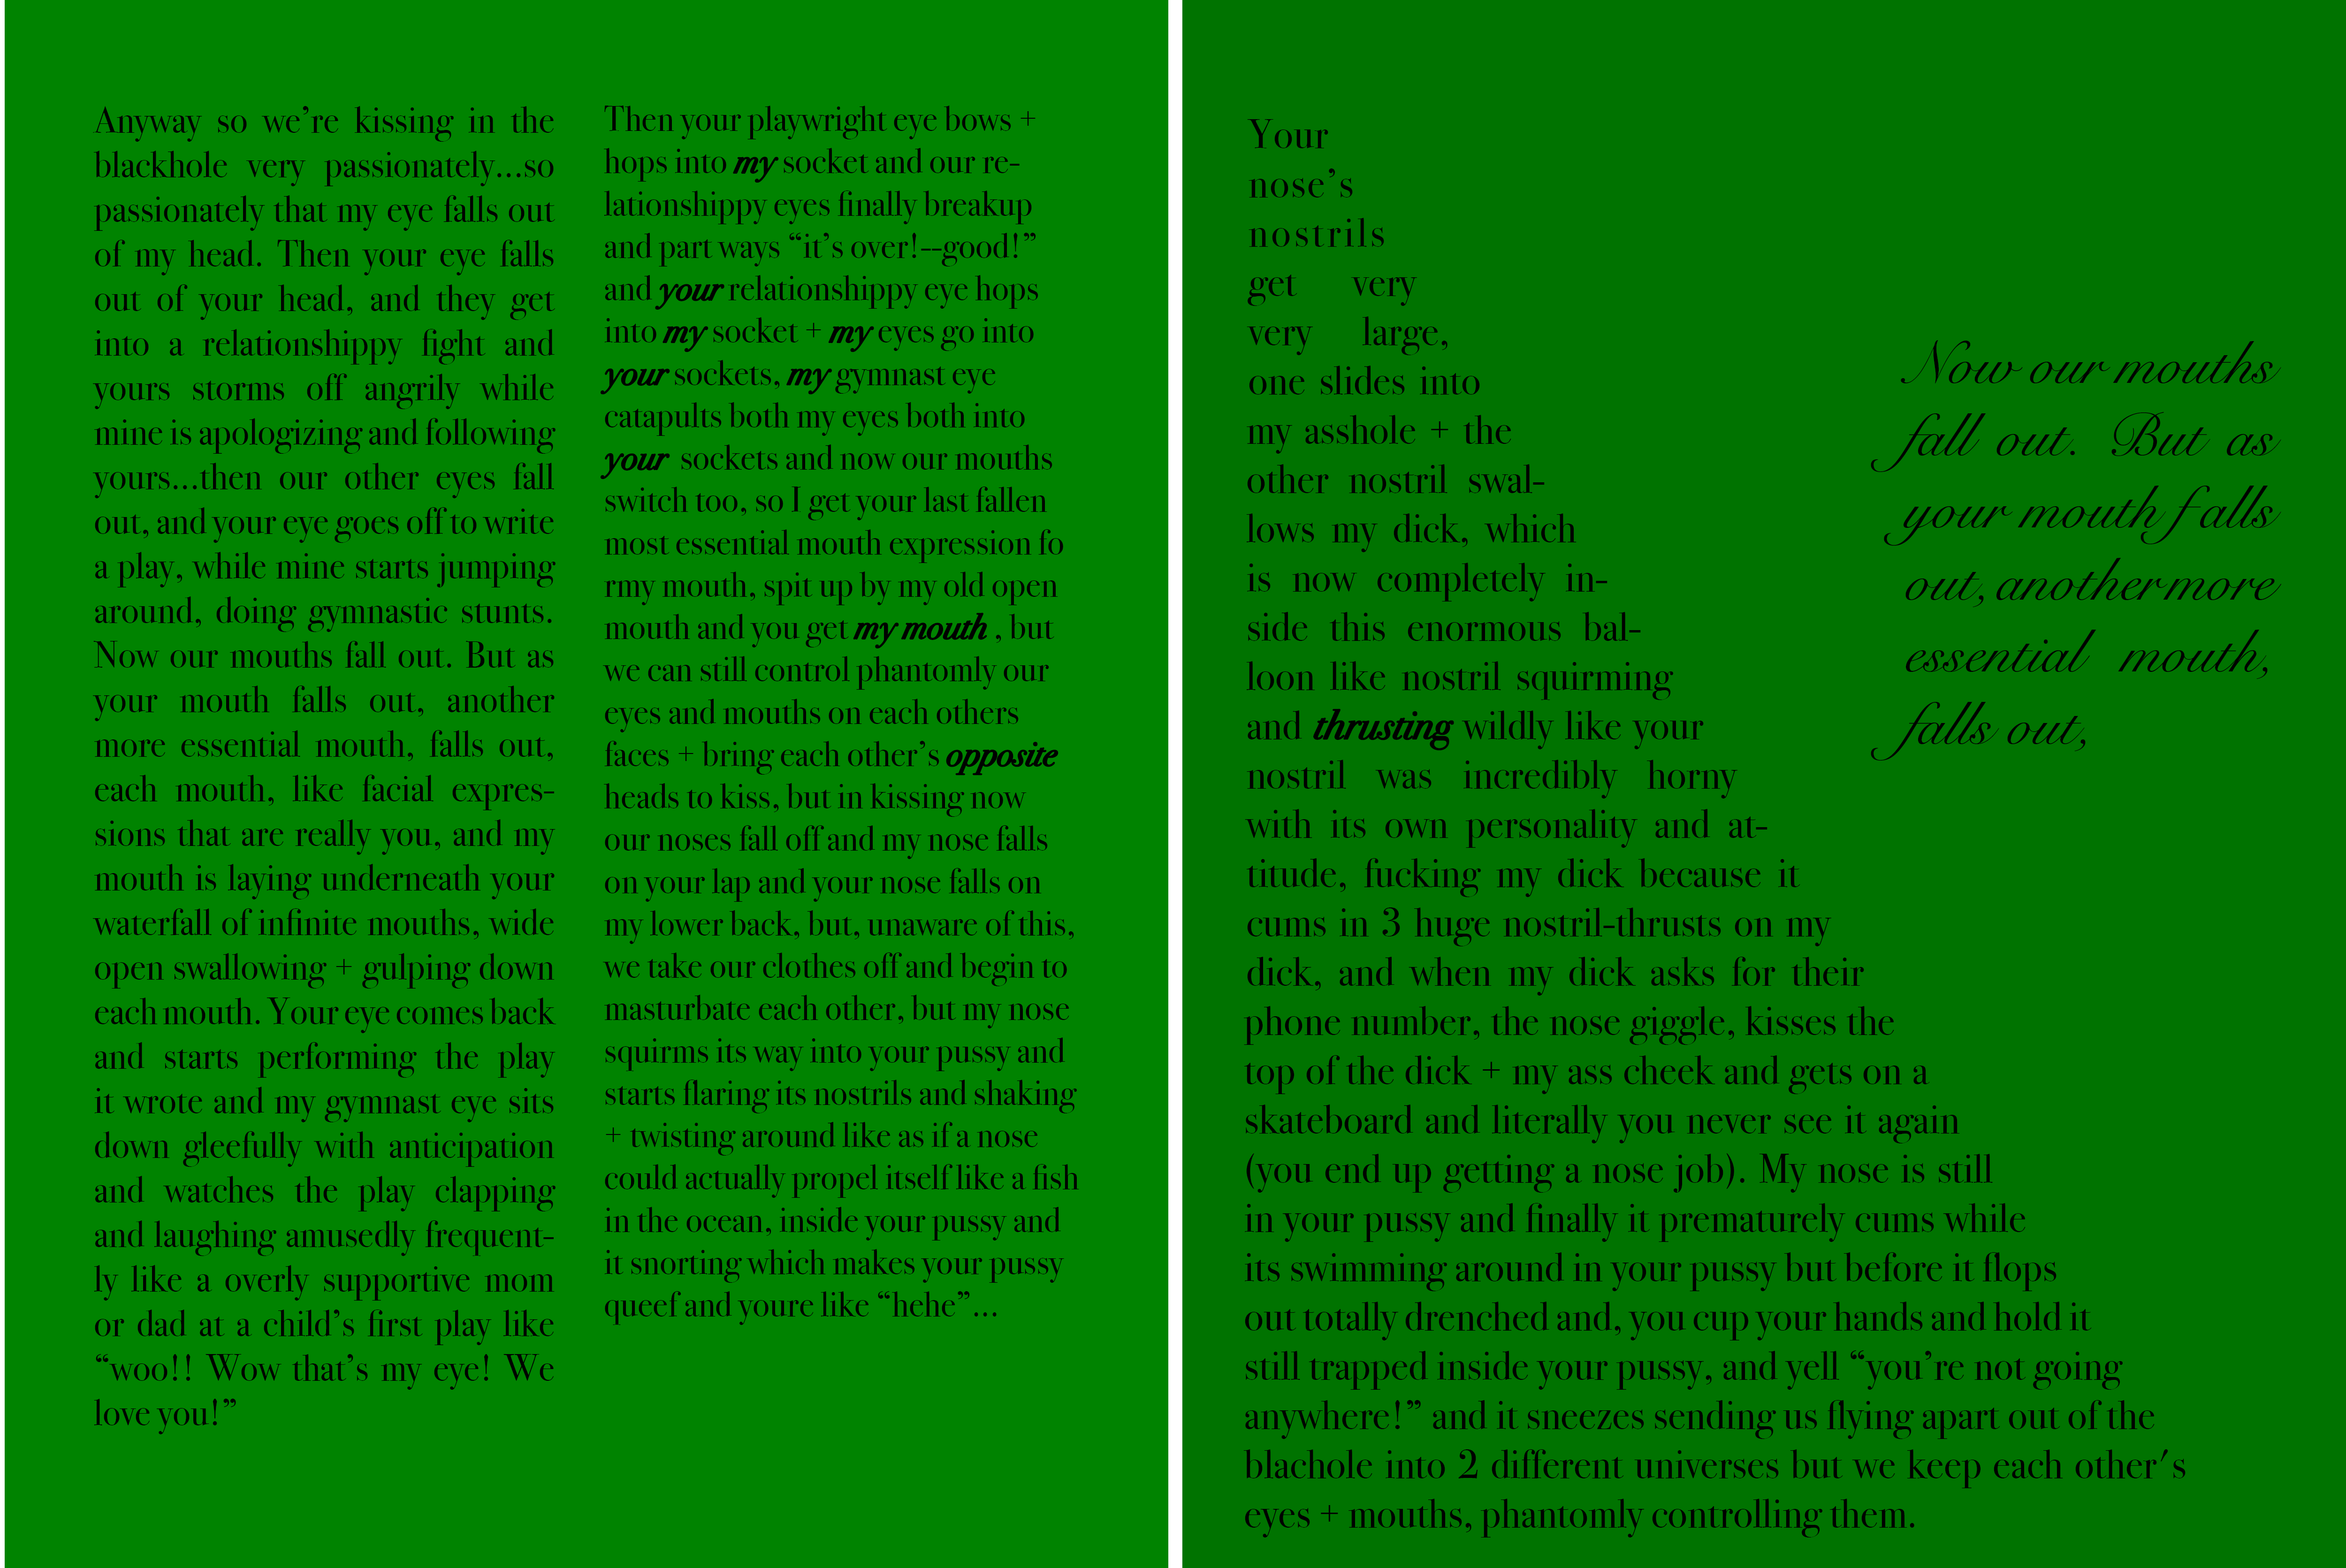 Anyway so we're kissing in the
blackhole very passionately...so
passionately that my eye falls out
of my head. Then your eye falls
out of your head, and they get
into a relationshippy fight and
yours storms off angrily while
mine is apologizing and following
yours...then our other eyes fall
out, and your eye goes off to write
a play, while mine starts jumping
around, doing gymnastic stunts.
Now our mouths fall out. But as
your mouth falls out, another
more essential mouth, falls out,
each mouth, like facial expres-
sions that are really you, and my
mouth is laying underneath your
waterfall of infinite mouths, wide
open swallowing + gulping down
each mouth. Your eye comes back
and starts performing the play
it wrote and my gymnast eye sits
down gleefully with anticipation
and watches the play clapping
and laughing amusedly frequent-
ly like a overly supportive mom
or dad at a child's first play like
“woo!! Wow that's my eye! We
love you!”
Then your playwright eye bows +
hops into my socket and our re-
lationshippy eyes finally breakup
and part ways “it's over!--good!”
and your relationshippy eye hops
into my socket + my eyes go into
your sockets, my gymnast eye
catapults both my eyes both into
your sockets and now our mouths
switch too, so I get your last fallen
most essential mouth expression fo
rmy mouth, spit up by my old open
mouth and you get my mouth , but
we can still control phantomly our
eyes and mouths on each others
faces + bring each other's opposite
heads to kiss, but in kissing now
our noses fall off and my nose falls
on your lap and your nose falls on
my lower back, but, unaware of this,
we take our clothes off and begin to
masturbate each other, but my nose
squirms its way into your pussy and
starts flaring its nostrils and shaking
+ twisting around like as if a nose
could actually propel itself like a fish
in the ocean, inside your pussy and
it snorting which makes your pussy
queef and youre like “hehe”...
Your
nose's
nostrils
get very
very large,
one slides into
my asshole + the
other nostril swal-
lows my dick, which
is now completely in-
side this enormous bal-
loon like nostril squirming
and thrusting wildly like your
nostril was incredibly horny
with its own personality and at-
titude, fucking my dick because it
cums in 3 huge nostril-thrusts on my
dick, and when my dick asks for their
phone number, the nose giggle, kisses the
top of the dick + my ass cheek and gets on a
skateboard and literally you never see it again
(you end up getting a nose job). My nose is still
in your pussy and finally it prematurely cums while
its swimming around in your pussy but before it flops
out totally drenched and, you cup your hands and hold it
still trapped inside your pussy, and yell “you're not going
anywhere!” and it sneezes sending us flying apart out of the
blachole into 2 different universes but we keep each other's
eyes + mouths, phantomly controlling them.
Now our mouths
fall out. But as
your mouth falls
out, another more
essential mouth,
falls out,